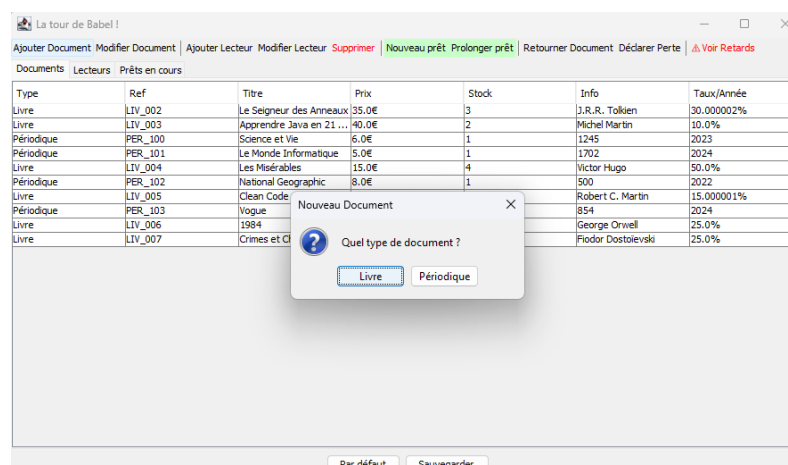 La tour de Babel !
Ajouter Document Modifier Document Ajouter Lecteur Modifier Lecteur Supprimer Nouveau prêt Prolonger prêt Retourner Document Déclarer Perte ⚠ Voir Retards
Documents Lecteurs Prêts en cours
Type Ref Titre Prix Stock Info Taux/Année
Livre LIV_002 Le Seigneur des Anneaux 35.0€ 3 J.R.R. Tolkien 30.000002%
Livre LIV_003 Apprendre Java en 21 ... 40.0€ 2 Michel Martin 10.0%
Périodique PER_100 Science et Vie 6.0€ 1 1245 2023
Périodique PER_101 Le Monde Informatique 5.0€ 1 1702 2024
Livre LIV_004 Les Misérables 15.0€ 4 Victor Hugo 50.0%
Périodique PER_102 National Geographic 8.0€ 1 500 2022
Livre LIV_005 Clean Code Robert C. Martin 15.000001%
Périodique PER_103 Vogue 854 2024
Livre LIV_006 1984 George Orwell 25.0%
Livre LIV_007 Crimes et Fiodor Dostoïevski 25.0%
Nouveau Document
Quel type de document ?
Livre Périodique
Par défaut Sauvegarder